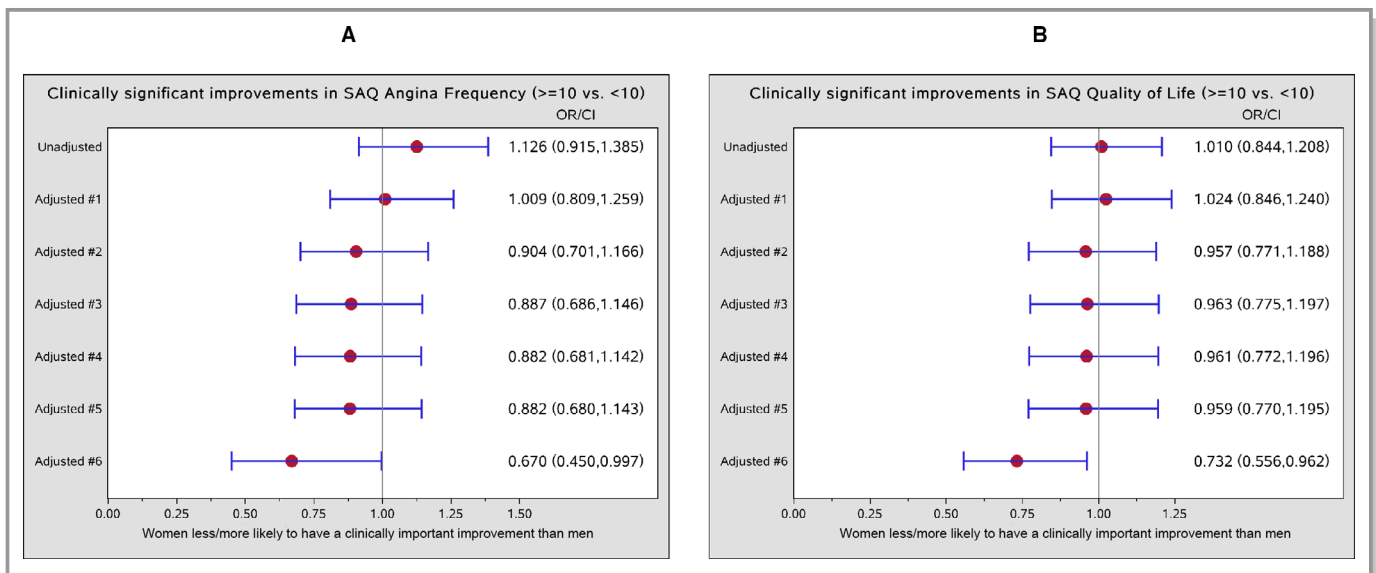 A
Clinically significant improvements in SAQ Angina Frequency (>=10 vs. <10)
OR/CI
Unadjusted 1.126 (0.915,1.385)
Adjusted #1 1.009 (0.809,1.259)
Adjusted #2 0.904 (0.701,1.166)
Adjusted #3 0.887 (0.686,1.146)
Adjusted #4 0.882 (0.681,1.142)
Adjusted #5 0.882 (0.680,1.143)
Adjusted #6 0.670 (0.450,0.997)
0.00 0.25 0.50 0.75 1.00 1.25 1.50
Women less/more likely to have a clinically important improvement than men
B
Clinically significant improvements in SAQ Quality of Life (>=10 vs. <10)
OR/CI
Unadjusted 1.010 (0.844,1.208)
Adjusted #1 1.024 (0.846,1.240)
Adjusted #2 0.957 (0.771,1.188)
Adjusted #3 0.963 (0.775,1.197)
Adjusted #4 0.961 (0.772,1.196)
Adjusted #5 0.959 (0.770,1.195)
Adjusted #6 0.732 (0.556,0.962)
0.00 0.25 0.50 0.75 1.00 1.25
Women less/more likely to have a clinically important improvement than men